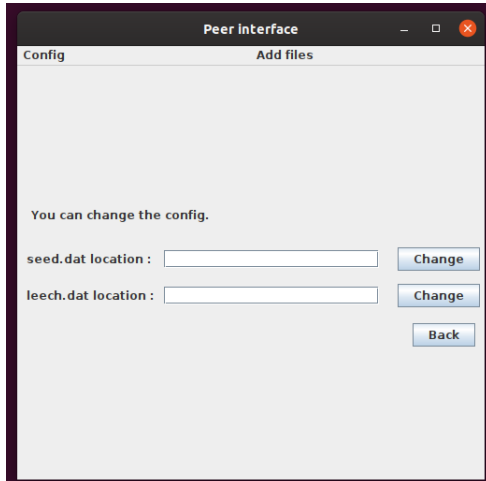 Peer interface
Config Add files
You can change the config.
seed.dat location : Change
leech.dat location : Change
Back